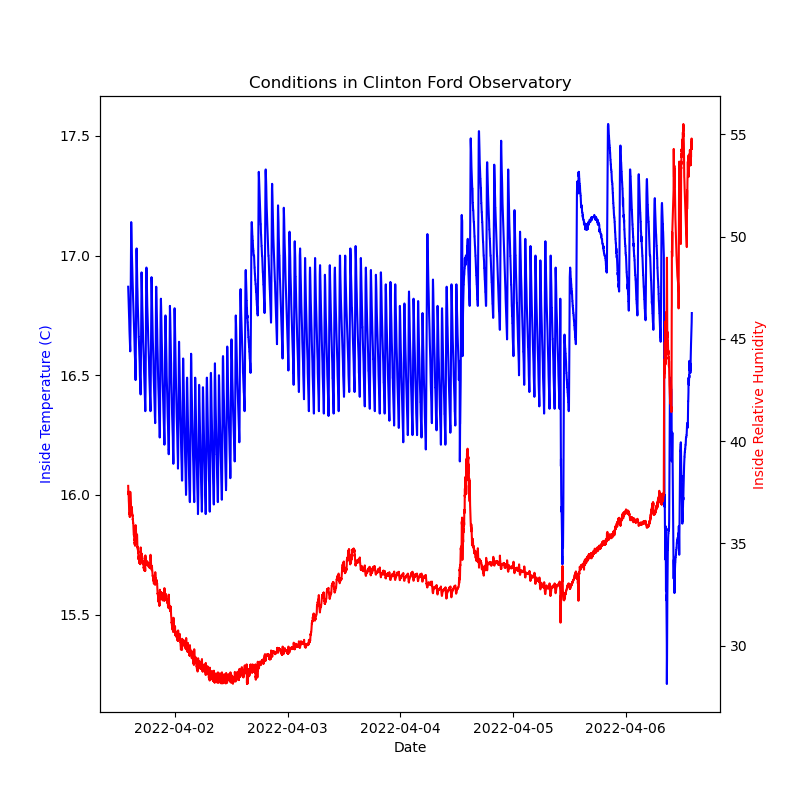 Conditions in Clinton Ford Observatory
17.5
17.0
16.5
16.0
15.5
Inside Temperature (C)
55
50
45
40
35
30
Inside Relative Humidity
2022-04-02 2022-04-03 2022-04-04 2022-04-05 2022-04-06
Date